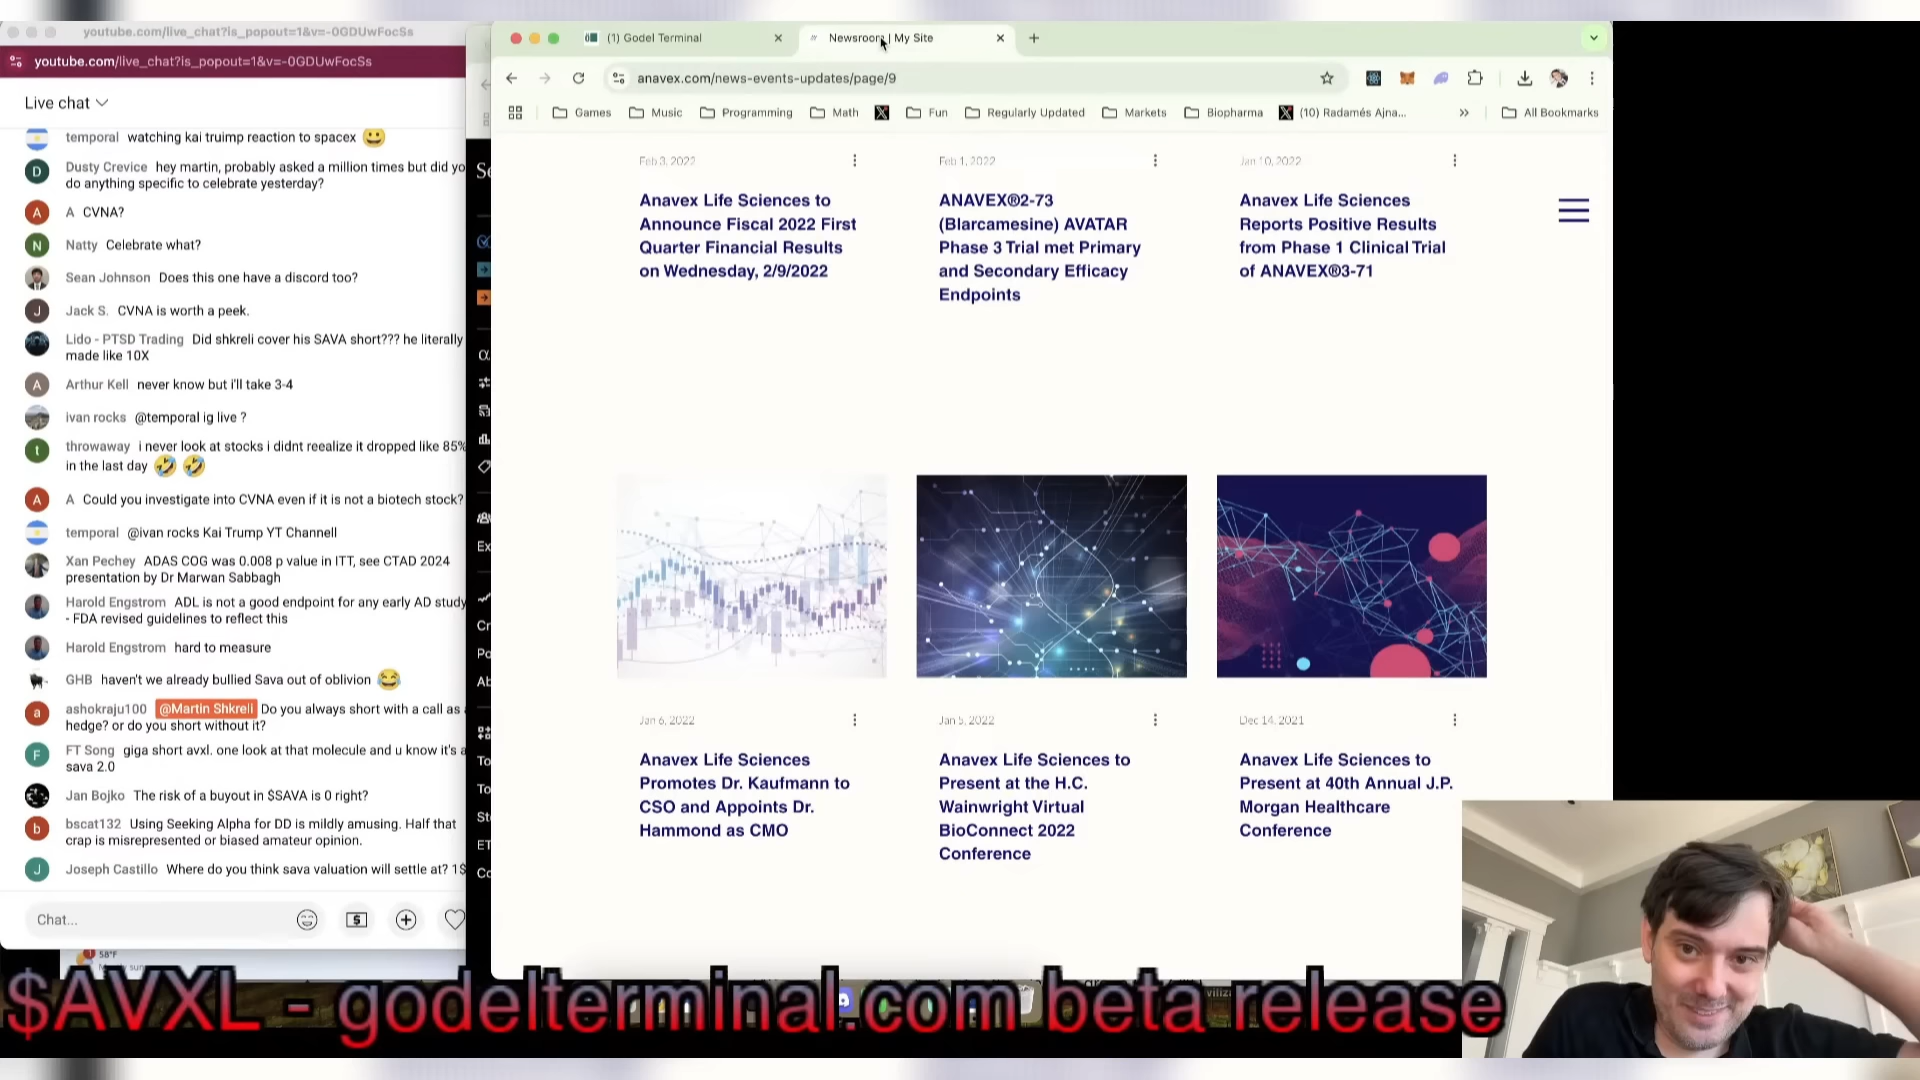 youtube.com/live_chat?is_popout=1&v=-0GDUwFocSs
youtube.com/live_chat?is_popout=1&v=-0GDUwFocSs
Live chat
temporal watching kai truimp reaction to spacex
Dusty Crevice hey martin, probably asked a million times but did yo
do anything specific to celebrate yesterday?
A CVNA?
Natty Celebrate what?
Sean Johnson Does this one have a discord too?
Jack S. CVNA is worth a peek.
Lido - PTSD Trading Did shkreli cover his SAVA short??? he literally
made like 10X
Arthur Kell never know but i'll take 3-4
ivan rocks @temporal ig live ?
throwaway i never look at stocks i didnt reealize it dropped like 85%
in the last day
A Could you investigate into CVNA even if it is not a biotech stock?
temporal @ivan rocks Kai Trump YT Channell
Xan Pechey ADAS COG was 0.008 p value in ITT, see CTAD 2024
presentation by Dr Marwan Sabbagh
Harold Engstrom ADL is not a good endpoint for any early AD study
- FDA revised guidelines to reflect this
Harold Engstrom hard to measure
GHB haven't we already bullied Sava out of oblivion
ashokraju100 @Martin Shkreli Do you always short with a call as
hedge? or do you short without it?
FT Song giga short avxl. one look at that molecule and u know it's a
sava 2.0
Jan Bojko The risk of a buyout in $SAVA is 0 right?
bscat132 Using Seeking Alpha for DD is mildly amusing. Half that
crap is misrepresented or biased amateur opinion.
Joseph Castillo Where do you think sava valuation will settle at? 1$
Chat...
58°F
(1) Godel Terminal
Newsroom | My Site
anavex.com/news-events-updates/page/9
Games Music Programming Math Fun Regularly Updated Markets Biopharma (10) Radamés Ajna... All Bookmarks
Feb 3, 2022
Anavex Life Sciences to
Announce Fiscal 2022 First
Quarter Financial Results
on Wednesday, 2/9/2022
Feb 1, 2022
ANAVEX®2-73
(Blarcamesine) AVATAR
Phase 3 Trial met Primary
and Secondary Efficacy
Endpoints
Jan 10, 2022
Anavex Life Sciences
Reports Positive Results
from Phase 1 Clinical Trial
of ANAVEX®3-71
Jan 6, 2022
Anavex Life Sciences
Promotes Dr. Kaufmann to
CSO and Appoints Dr.
Hammond as CMO
Jan 5, 2022
Anavex Life Sciences to
Present at the H.C.
Wainwright Virtual
BioConnect 2022
Conference
Dec 14, 2021
Anavex Life Sciences to
Present at 40th Annual J.P.
Morgan Healthcare
Conference
$AVXL - godelterminal.com beta release